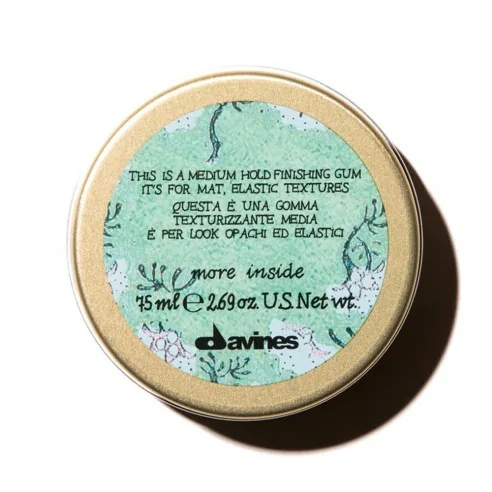 THIS IS A MEDIUM HOLD FINISHING GUM
IT'S FOR MAT, ELASTIC TEXTURES
QUESTA È UNA GOMMA
TEXTURIZZANTE MEDIA
È PER LOOK OPACHI ED ELASTICI
more inside
75 ml ℮ 2.69 oz. U.S. Net wt.
davines